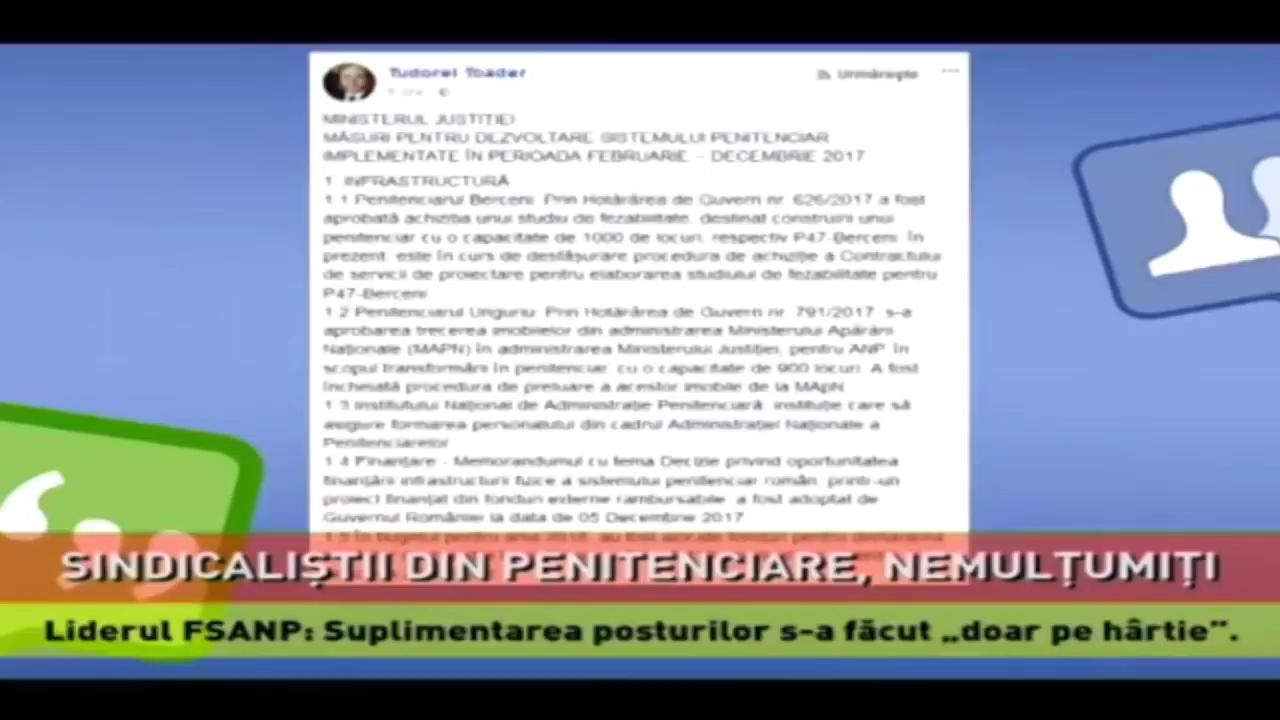 Tudorel Toader
Urmărește
MINISTERUL JUSTIȚIEI
MĂSURI PENTRU DEZVOLTARE SISTEMULUI PENITENCIAR
IMPLEMENTATE ÎN PERIOADA FEBRUARIE - DECEMBRIE 2017
1. INFRASTRUCTURĂ
1.1 Penitenciarul Berceni. Prin Hotărârea de Guvern nr. 626/2017 a fost
aprobată achiziția unui studiu de fezabilitate, destinat construirii unui
penitenciar cu o capacitate de 1000 de locuri, respectiv P47-Berceni. În
prezent, este în curs de desfășurare procedura de achiziție a Contractului
de servicii de proiectare pentru elaborarea studiului de fezabilitate pentru
P47-Berceni
1.2 Penitenciarul Unguriu. Prin Hotărârea de Guvern nr. 791/2017 s-a
aprobarea trecerea imobilelor din administrarea Ministerului Apărării
Naționale (MAPN) în administrarea Ministerului Justiției, pentru ANP, în
scopul transformării în penitenciar, cu o capacitate de 900 locuri. A fost
încheiată procedura de preluare a acestor imobile de la MApN
1.3 Institutului Național de Administrație Penitenciară, instituție care să
asigure formarea personalului din cadrul Administrației Naționale a
Penitenciarelor
1.4 Finanțare - Memorandumul cu tema Decizie privind oportunitatea
finanțării infrastructurii fizice a sistemului penitenciar român, printr-un
proiect finanțat din fonduri externe rambursabile, a fost adoptat de
Guvernul României la data de 05 Decembrie 2017
SINDICALIȘTII DIN PENITENCIARE, NEMULȚUMIȚI
Liderul FSANP: Suplimentarea posturilor s-a făcut „doar pe hârtie”.